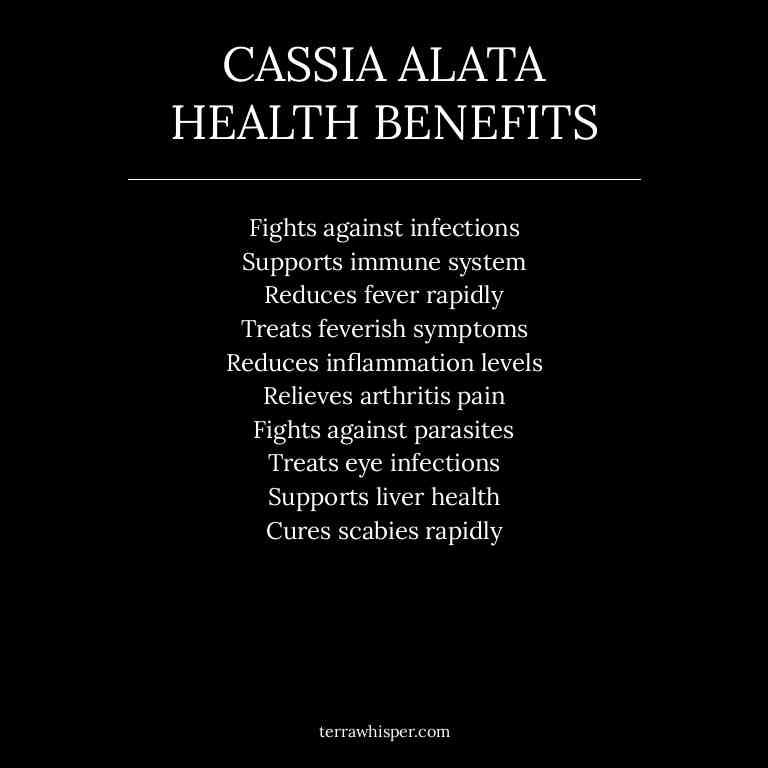 CASSIA ALATA
HEALTH BENEFITS
Fights against infections
Supports immune system
Reduces fever rapidly
Treats feverish symptoms
Reduces inflammation levels
Relieves arthritis pain
Fights against parasites
Treats eye infections
Supports liver health
Cures scabies rapidly
terrawhisper.com